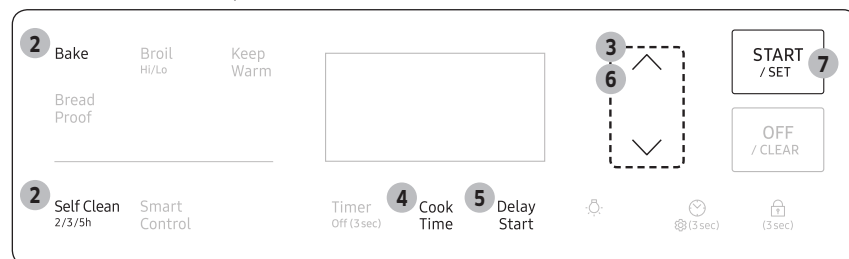 2
Bake
Broil
Hi/Lo
Keep
Warm
3
6
START
/ SET
7
Bread
Proof
OFF
/ CLEAR
2
Self Clean
2/3/5h
Smart
Control
Timer
Off (3 sec)
4
Cook
Time
5
Delay
Start
(3 sec)
(3 sec)